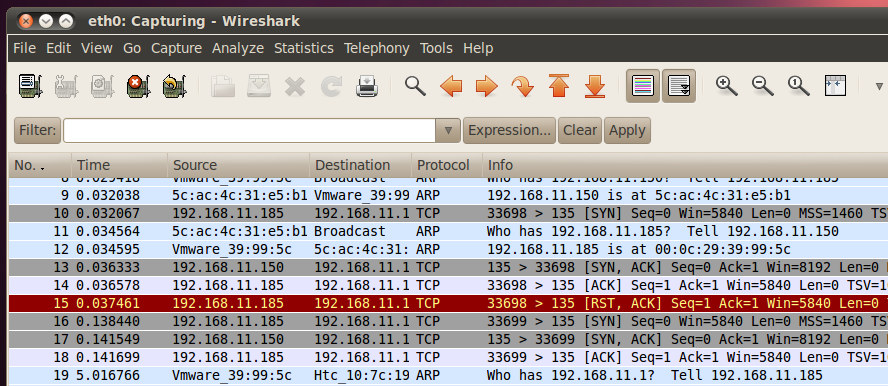 eth0: Capturing - Wireshark
File Edit View Go Capture Analyze Statistics Telephony Tools Help
Filter: Expression... Clear Apply
No. Time Source Destination Protocol Info
8 0.029418 Vmware_39:99:5c Broadcast ARP Who has 192.168.11.150? Tell 192.168.11.185
9 0.032038 5c:ac:4c:31:e5:b1 Vmware_39:99 ARP 192.168.11.150 is at 5c:ac:4c:31:e5:b1
10 0.032067 192.168.11.185 192.168.11.1 TCP 33698 > 135 [SYN] Seq=0 Win=5840 Len=0 MSS=1460 TS
11 0.034564 5c:ac:4c:31:e5:b1 Broadcast ARP Who has 192.168.11.185? Tell 192.168.11.150
12 0.034595 Vmware_39:99:5c 5c:ac:4c:31: ARP 192.168.11.185 is at 00:0c:29:39:99:5c
13 0.036333 192.168.11.150 192.168.11.1 TCP 135 > 33698 [SYN, ACK] Seq=0 Ack=1 Win=8192 Len=0
14 0.036578 192.168.11.185 192.168.11.1 TCP 33698 > 135 [ACK] Seq=1 Ack=1 Win=5840 Len=0 TSV=1
15 0.037461 192.168.11.185 192.168.11.1 TCP 33698 > 135 [RST, ACK] Seq=1 Ack=1 Win=5840 Len=0
16 0.138440 192.168.11.185 192.168.11.1 TCP 33699 > 135 [SYN] Seq=0 Win=5840 Len=0 MSS=1460 TS
17 0.141549 192.168.11.150 192.168.11.1 TCP 135 > 33699 [SYN, ACK] Seq=0 Ack=1 Win=8192 Len=0
18 0.141699 192.168.11.185 192.168.11.1 TCP 33699 > 135 [ACK] Seq=1 Ack=1 Win=5840 Len=0 TSV=1
19 5.016766 Vmware_39:99:5c Htc_10:7c:19 ARP Who has 192.168.11.1? Tell 192.168.11.185